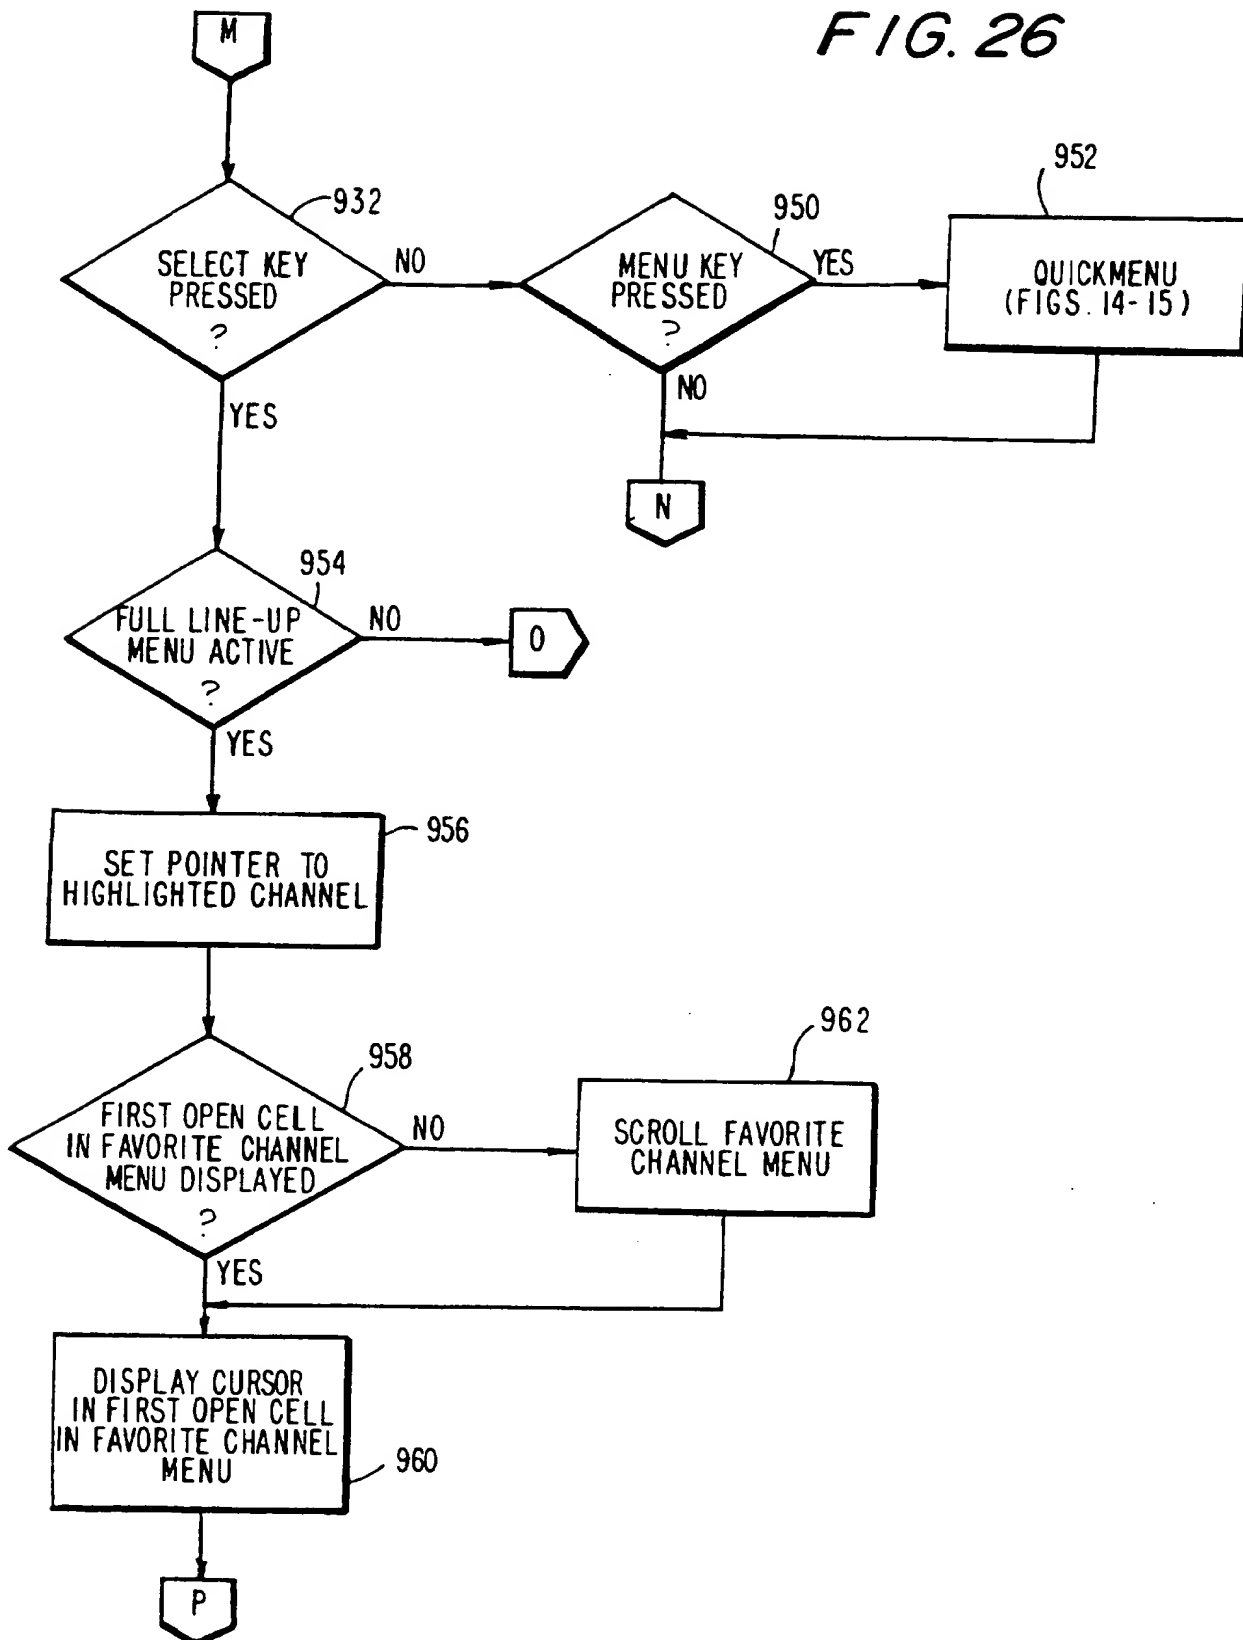 FIG. 26
M
932
SELECT KEY
PRESSED
?
NO
YES
950
MENU KEY
PRESSED
?
YES
NO
952
QUICKMENU
(FIGS. 14-15)
N
954
FULL LINE-UP
MENU ACTIVE
?
NO
O
YES
956
SET POINTER TO
HIGHLIGHTED CHANNEL
958
FIRST OPEN CELL
IN FAVORITE CHANNEL
MENU DISPLAYED
?
NO
962
SCROLL FAVORITE
CHANNEL MENU
YES
DISPLAY CURSOR
IN FIRST OPEN CELL
IN FAVORITE CHANNEL
MENU
960
P